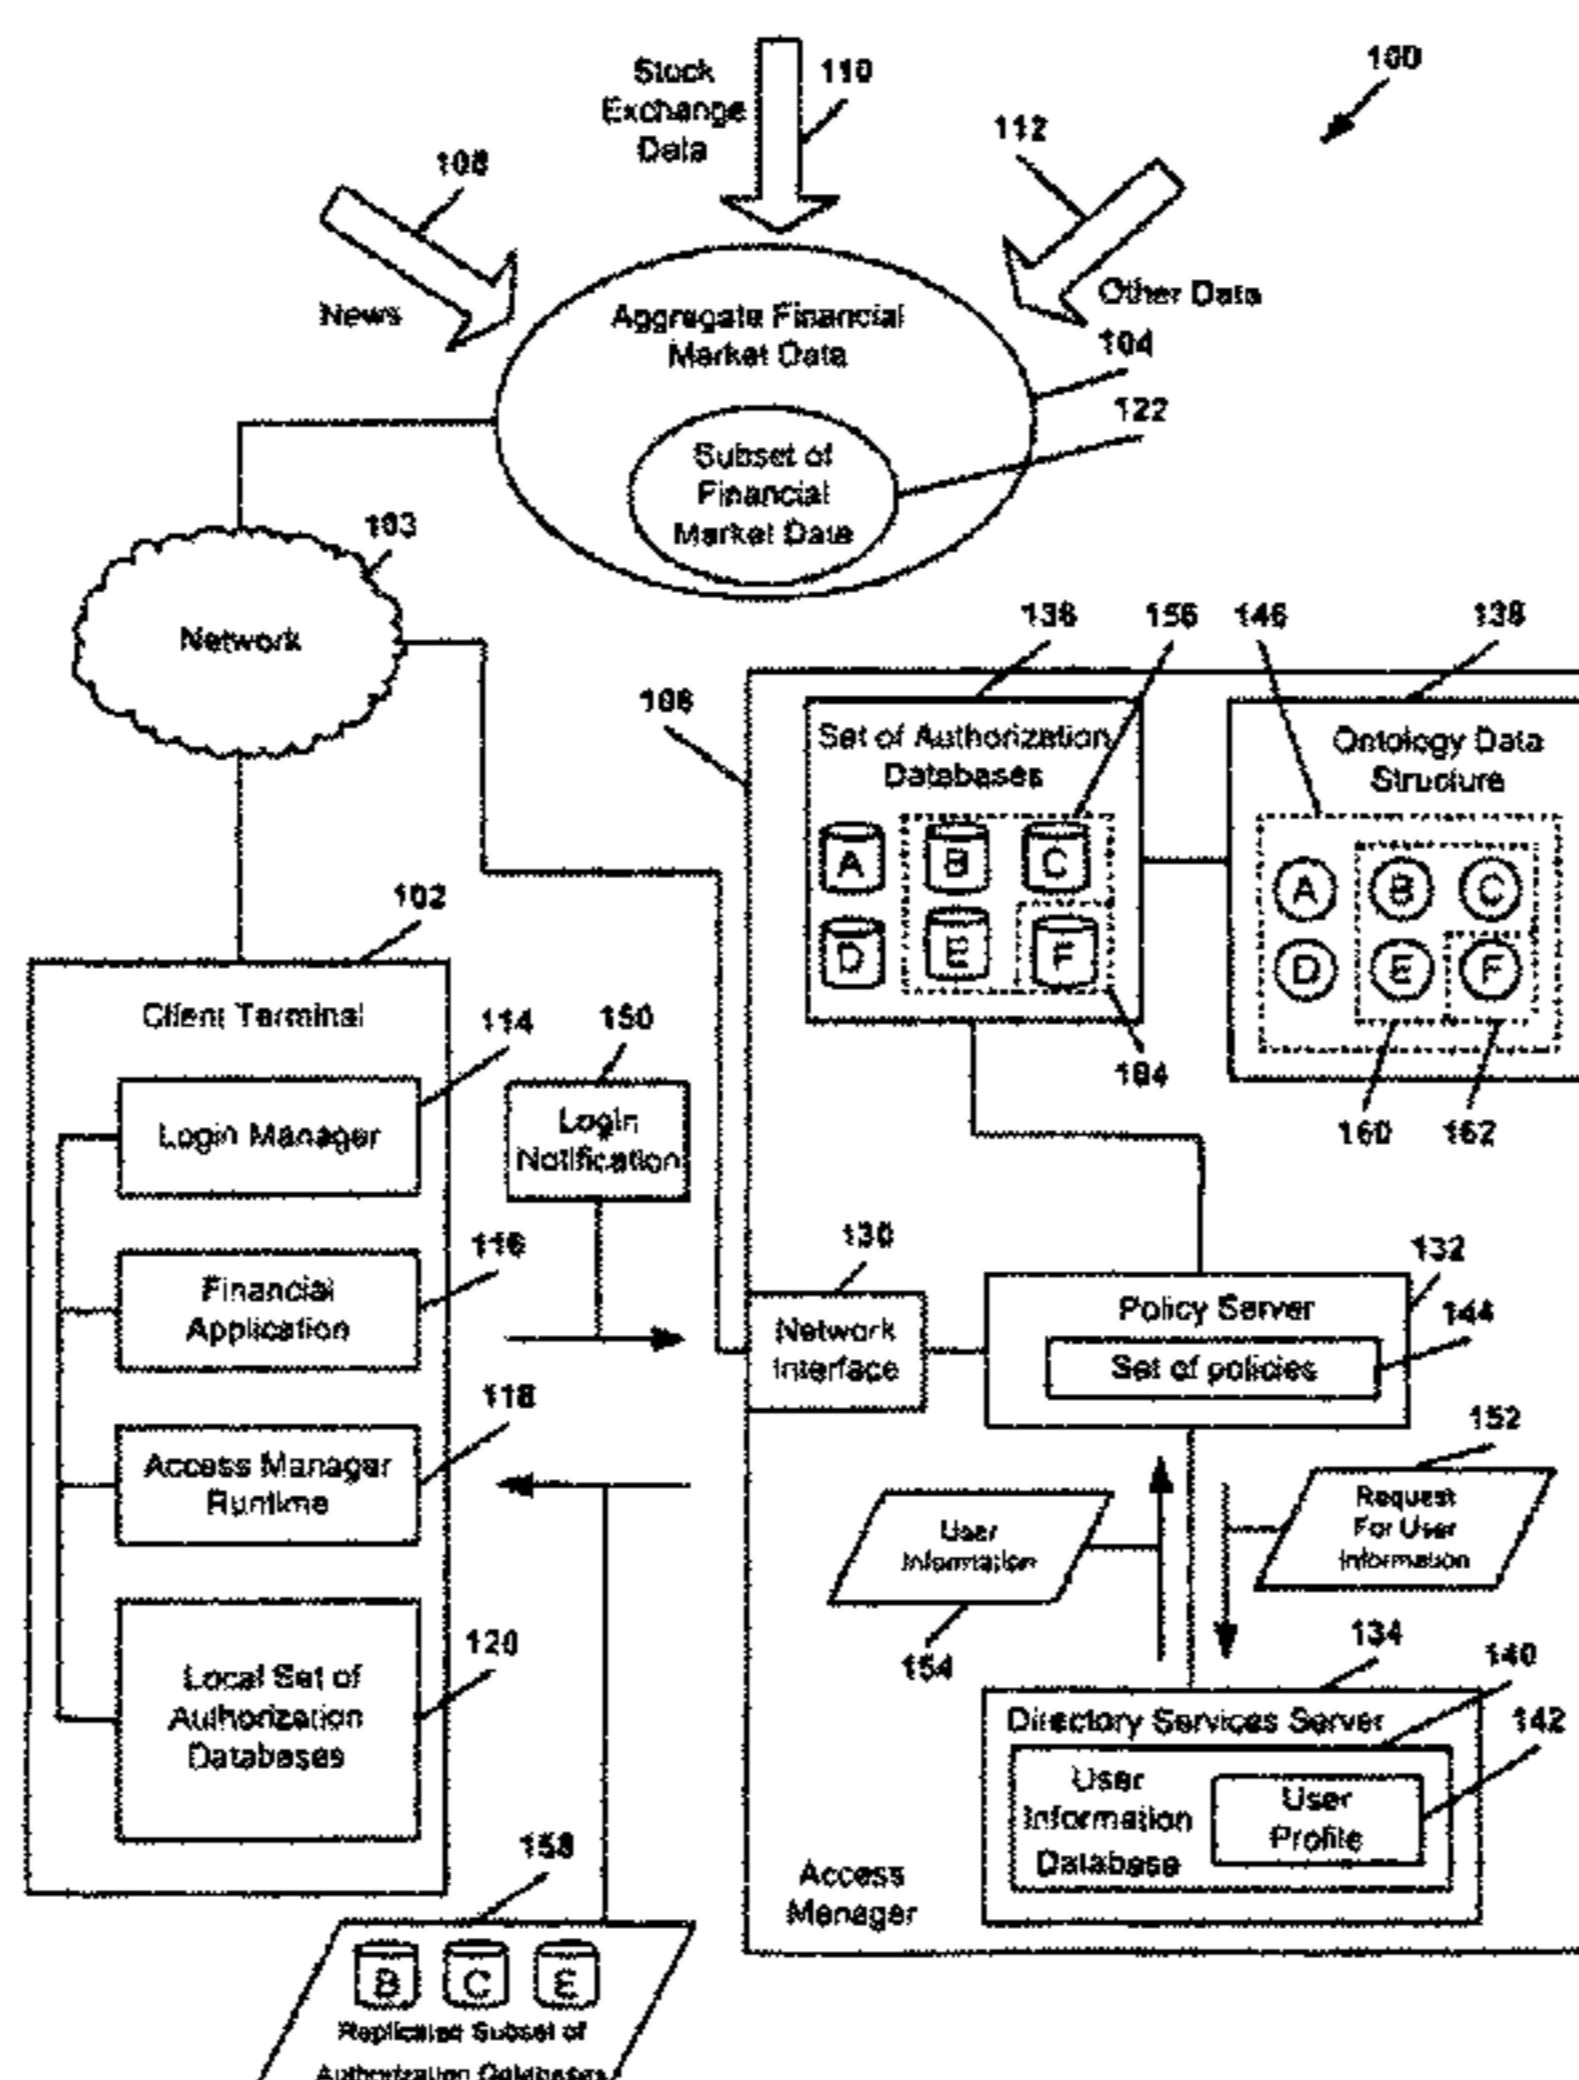 100
Stock
Exchange
Data
110
112
108
News
Other Data
Aggregate Financial
Market Data
104
122
Subset of
Financial
Market Data
103
Network
136
156
146
138
106
Set of Authorization
Databases
A
B
C
D
E
F
164
Ontology Data
Structure
A
B
C
D
E
F
160
162
102
Client Terminal
114
Login Manager
116
Financial
Application
118
Access Manager
Runtime
120
Local Set of
Authorization
Databases
150
Login
Notification
130
Network
Interface
132
Policy Server
144
Set of policies
152
Request
For User
Information
User
Information
154
134
140
142
Directory Services Server
User
Information
Database
User
Profile
Access
Manager
158
B
C
E
Replicated Subset of
Authorization Databases